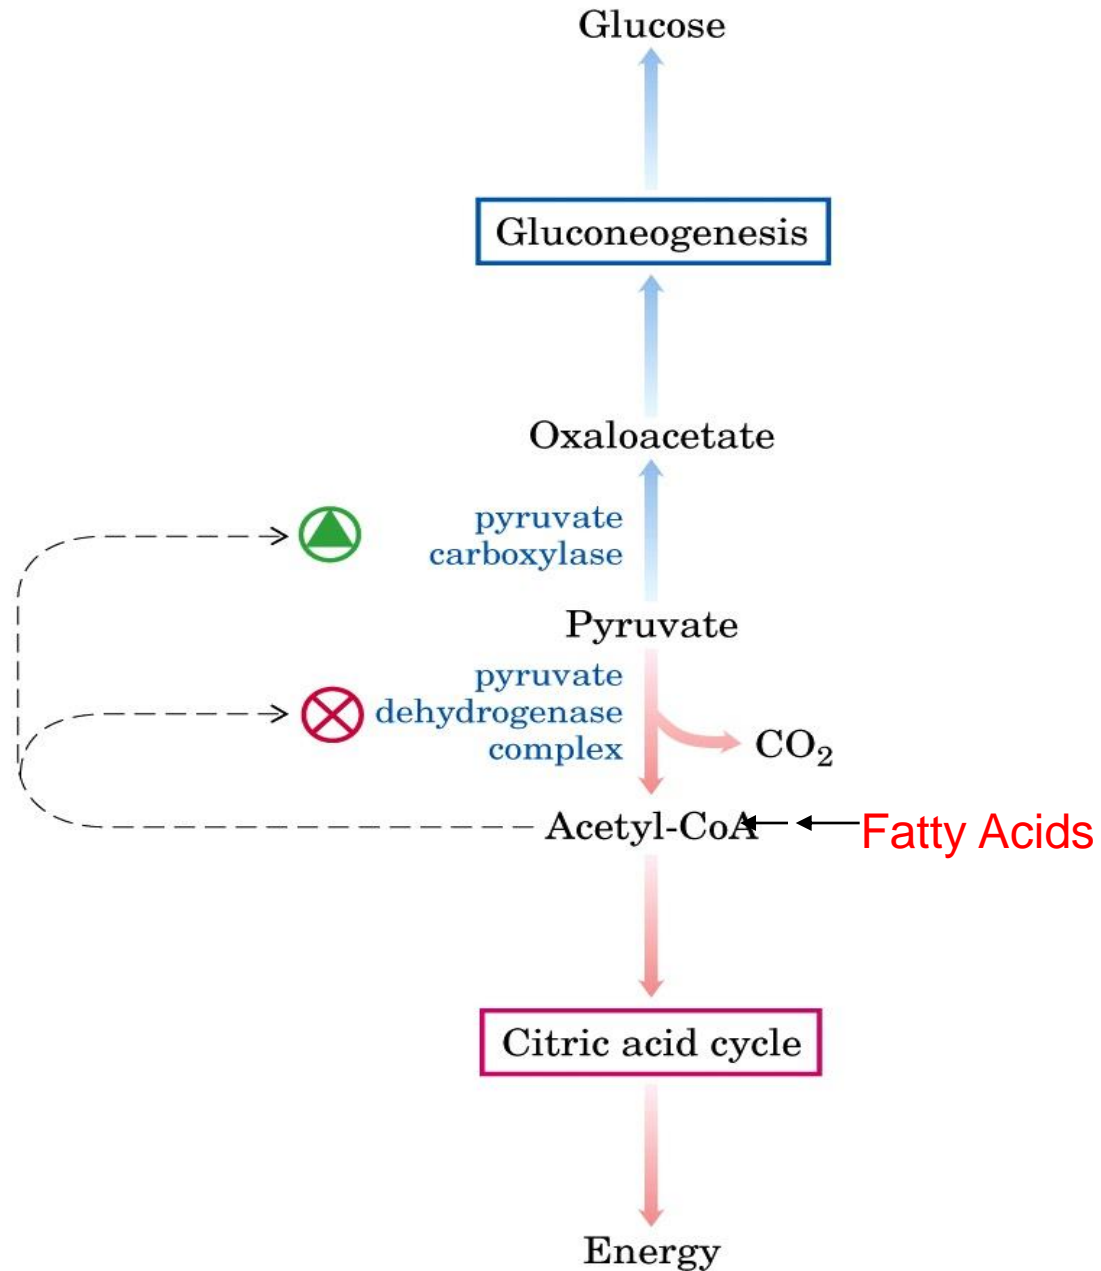 Glucose
Gluconeogenesis
Oxaloacetate
pyruvate
carboxylase
Pyruvate
pyruvate
dehydrogenase
complex
CO₂
Acetyl-CoA
Fatty Acids
Citric acid cycle
Energy